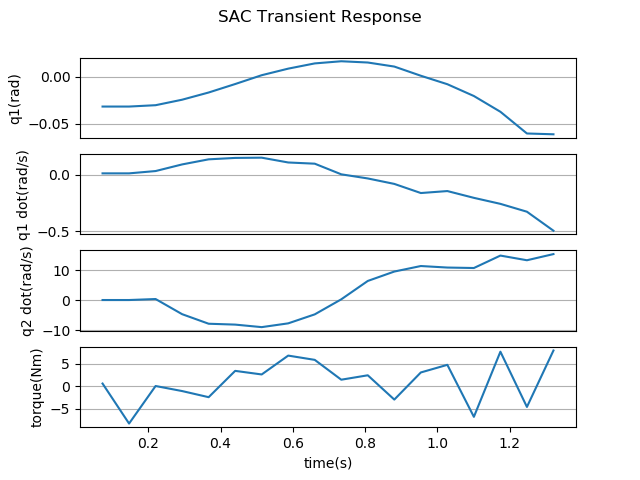 SAC Transient Response
q1(rad)
0.00
−0.05
q1 dot(rad/s)
0.0
−0.5
q2 dot(rad/s)
10
0
−10
torque(Nm)
5
0
−5
0.2 0.4 0.6 0.8 1.0 1.2
time(s)